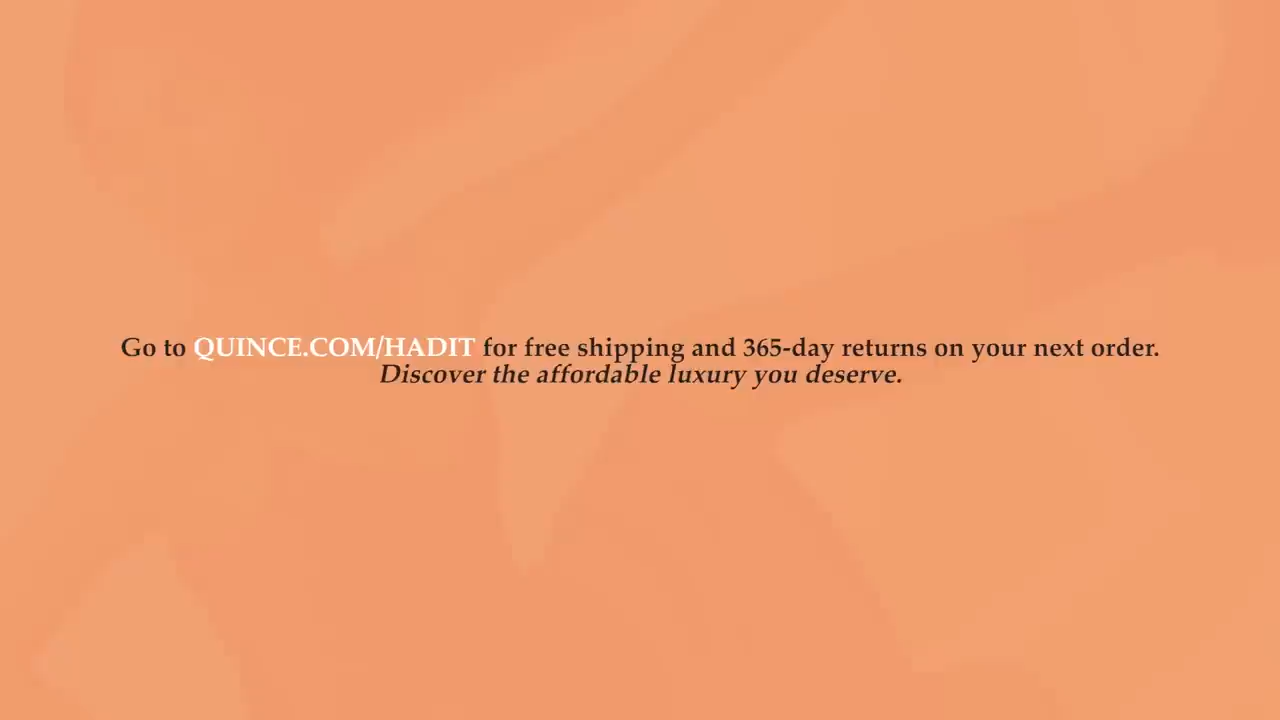 Go to QUINCE.COM/HADIT for free shipping and 365-day returns on your next order.
Discover the affordable luxury you deserve.